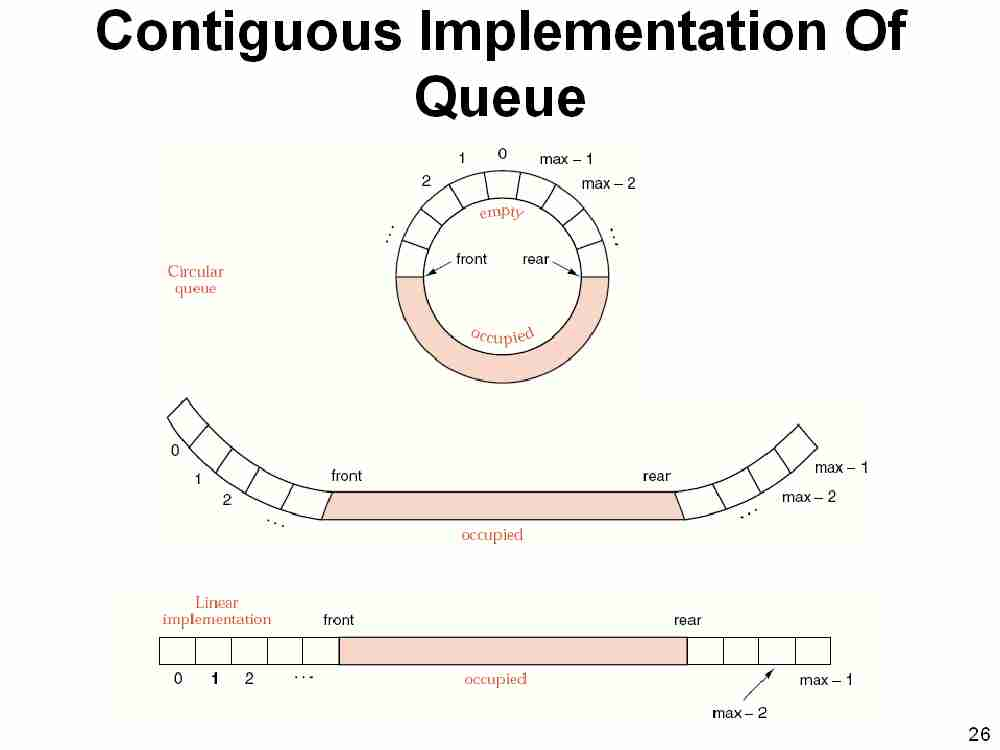 Contiguous Implementation Of
Queue
1 0 max – 1
2 max – 2
... ...
empty
front rear
Circular
queue
occupied
0
1
2
...
front rear
max – 1
max – 2
...
occupied
Linear
implementation
front rear
0 1 2 ... occupied max – 1
max – 2
26